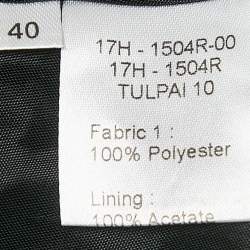 40
17H - 1504R-00
17H - 1504R
TULPAI 10
Fabric 1 :
100% Polyester
Lining :
100% Acetate